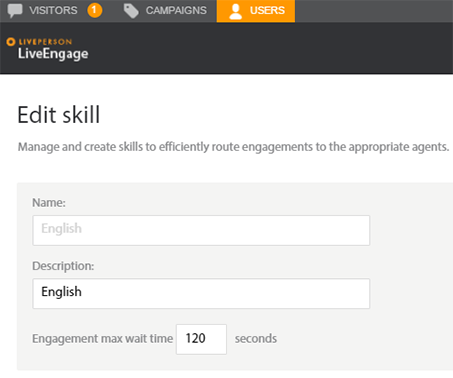 VISITORS 1 CAMPAIGNS USERS
LIVEPERSON
LiveEngage
Edit skill
Manage and create skills to efficiently route engagements to the appropriate agents.
Name:
English
Description:
English
Engagement max wait time 120 seconds